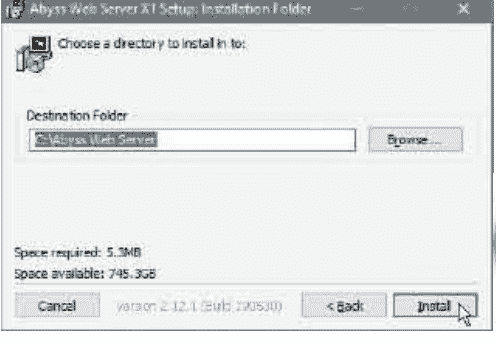 Abyss Web Server X1 Setup: Installation Folder
Choose a directory to install in to:
Destination Folder
C:\Abyss Web Server
Browse...
Space required: 5.3MB
Space available: 745.3GB
Cancel
version 2.12.1 (Build
< Back
Install